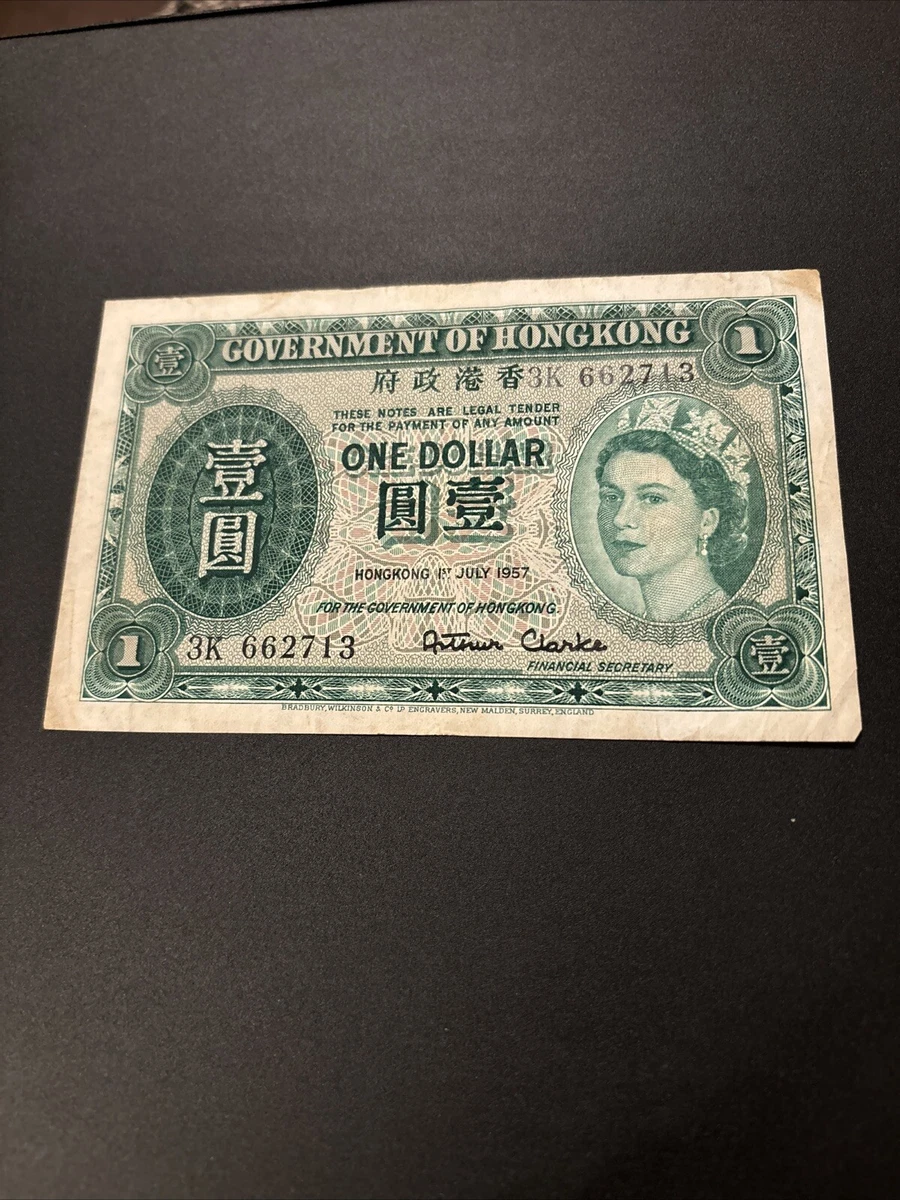 GOVERNMENT OF HONGKONG
壹
1
府政港香
3K 662713
THESE NOTES ARE LEGAL TENDER
FOR THE PAYMENT OF ANY AMOUNT
ONE DOLLAR
壹
圓
圓壹
HONGKONG 1ST JULY 1957
FOR THE GOVERNMENT OF HONGKONG.
1
3K 662713
Arthur Clarke
FINANCIAL SECRETARY.
壹
BRADBURY, WILKINSON & Co. LD. ENGRAVERS, NEW MALDEN, SURREY, ENGLAND